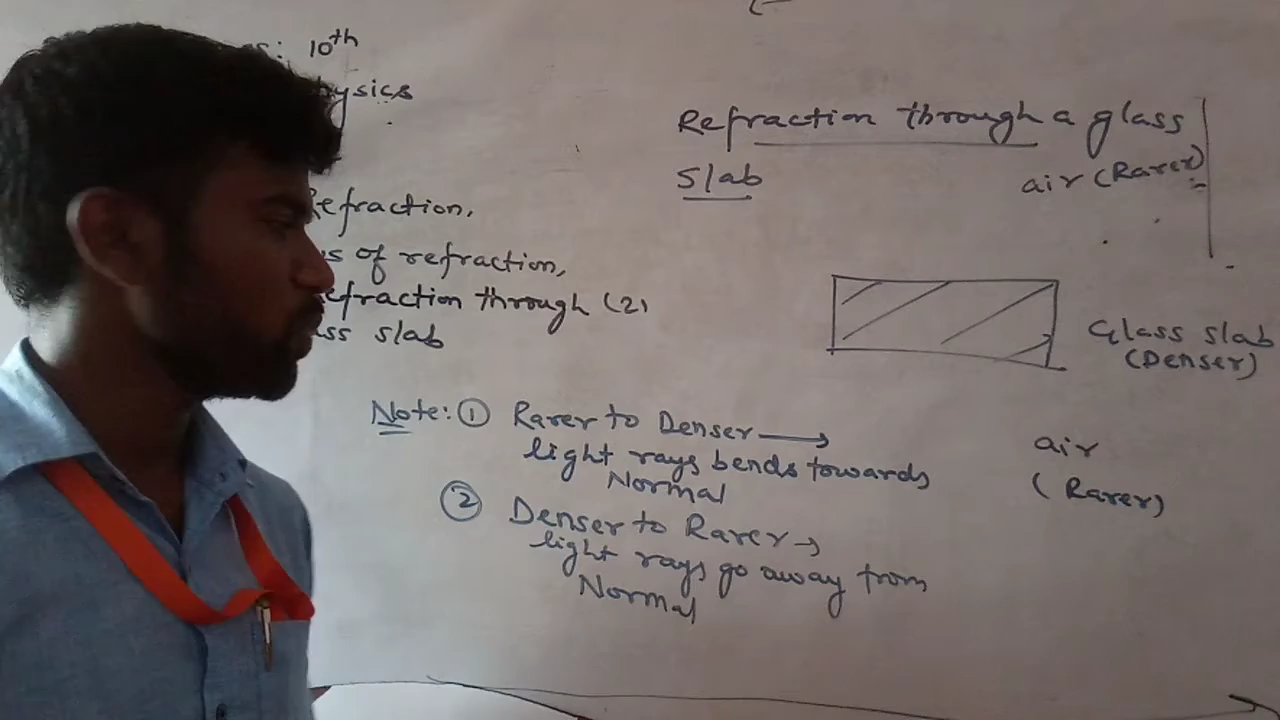 10th
ysics
efraction,
s of refraction,
efraction through (2)
ss slab
Refraction through a glass
slab
air (Rarer)
Glass slab
(Denser)
Note: ① Rarer to Denser →
light rays bends towards
Normal
② Denser to Rarer →
light rays go away from
Normal
air
(Rarer)